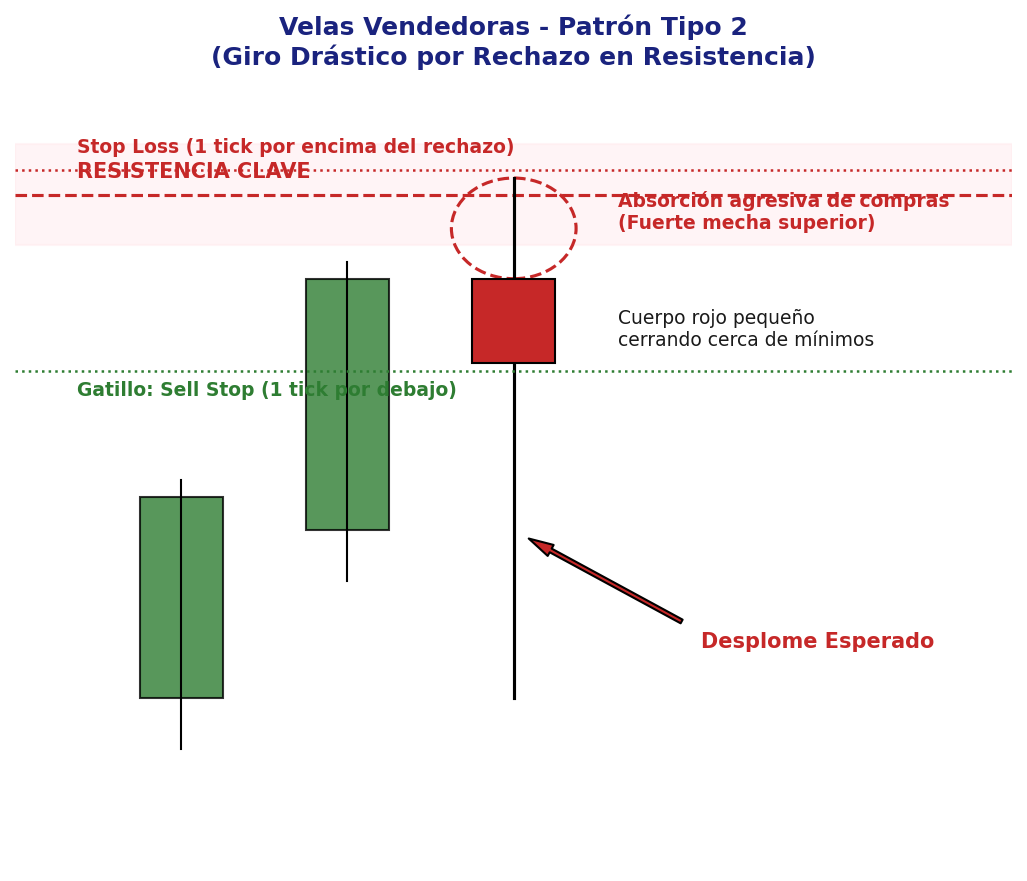 Velas Vendedoras - Patrón Tipo 2
(Giro Drástico por Rechazo en Resistencia)
Stop Loss (1 tick por encima del rechazo)
RESISTENCIA CLAVE
Absorción agresiva de compras
(Fuerte mecha superior)
Cuerpo rojo pequeño
cerrando cerca de mínimos
Gatillo: Sell Stop (1 tick por debajo)
Desplome Esperado